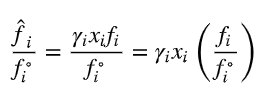 $\frac{\hat{f}_i}{f_i^\circ} = \frac{\gamma_i x_i f_i}{f_i^\circ} = \gamma_i x_i \left( \frac{f_i}{f_i^\circ} \right)$